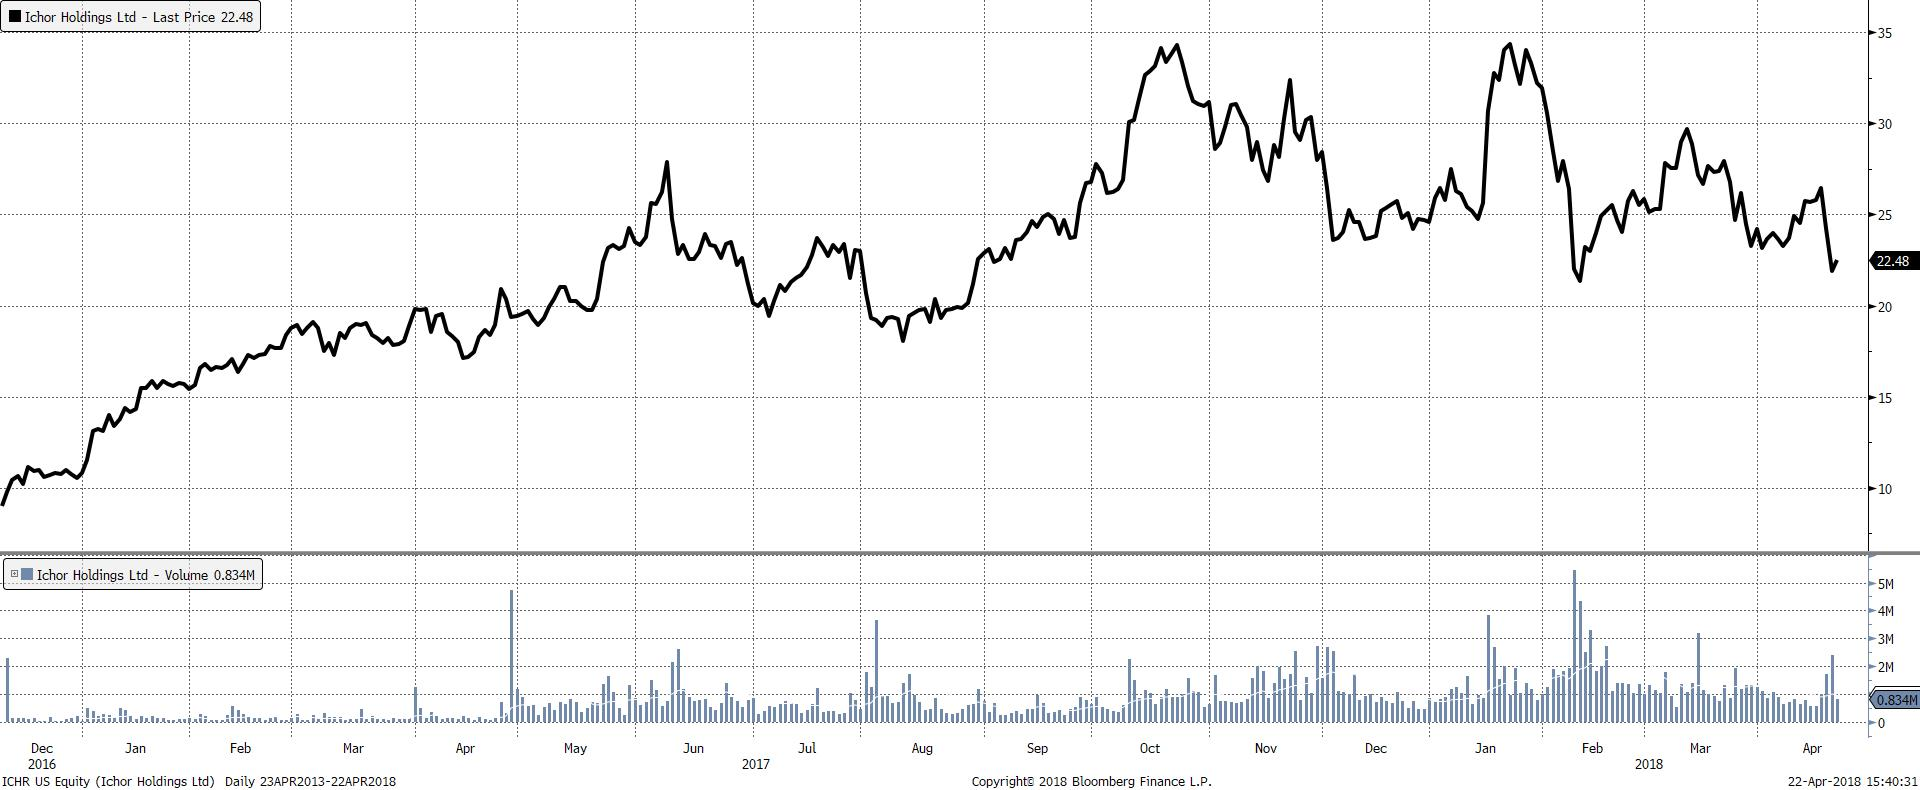 Ichor Holdings Ltd - Last Price 22.48
35
30
25
22.48
20
15
10
Ichor Holdings Ltd - Volume 0.834M
5M
4M
3M
2M
0.834M
0
Dec Jan Feb Mar Apr May Jun Jul Aug Sep Oct Nov Dec Jan Feb Mar Apr
2016 2017 2018
ICHR US Equity (Ichor Holdings Ltd) Daily 23APR2013-22APR2018 Copyright© 2018 Bloomberg Finance L.P. 22-Apr-2018 15:40:31